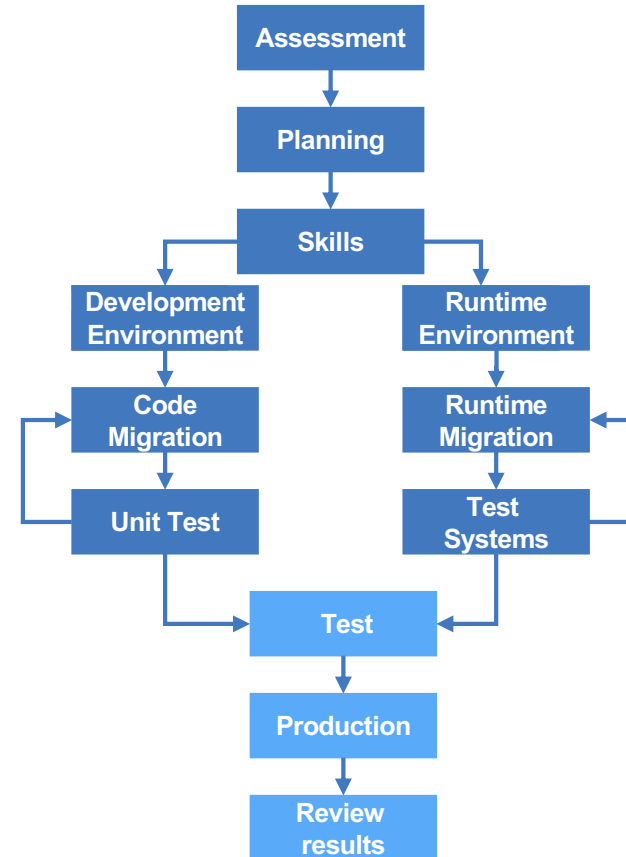 Assessment
Planning
Skills
Development
Environment
Runtime
Environment
Code
Migration
Runtime
Migration
Unit Test
Test
Systems
Test
Production
Review
results